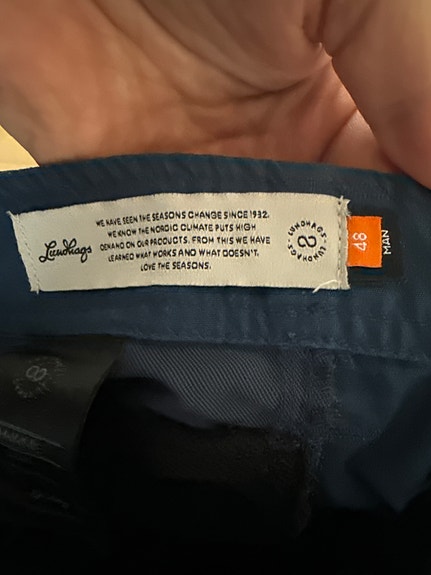 Lundhags
WE HAVE SEEN THE SEASONS CHANGE SINCE 1932.
WE KNOW THE NORDIC CLIMATE PUTS HIGH
DEMAND ON OUR PRODUCTS. FROM THIS WE HAVE
LEARNED WHAT WORKS AND WHAT DOESN'T.
LOVE THE SEASONS.
LUNDHAGS · LUNDHAGS ·
48
MAN